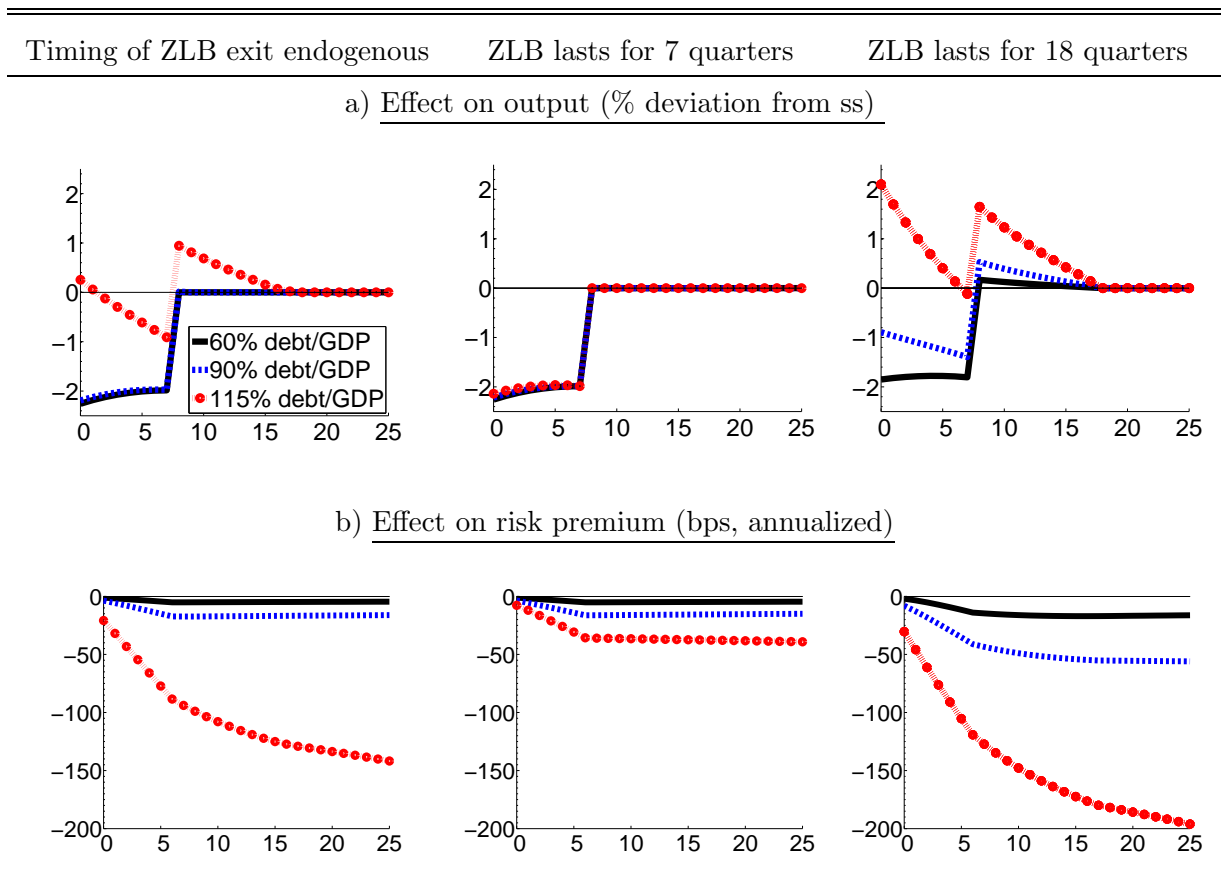 Timing of ZLB exit endogenous ZLB lasts for 7 quarters ZLB lasts for 18 quarters
a) Effect on output (% deviation from ss)
2
1
0
−1
−2
0 5 10 15 20 25
60% debt/GDP
90% debt/GDP
115% debt/GDP
2
1
0
−1
−2
0 5 10 15 20 25
2
1
0
−1
−2
0 5 10 15 20 25
b) Effect on risk premium (bps, annualized)
0
−50
−100
−150
−200
0 5 10 15 20 25
0
−50
−100
−150
−200
0 5 10 15 20 25
0
−50
−100
−150
−200
0 5 10 15 20 25